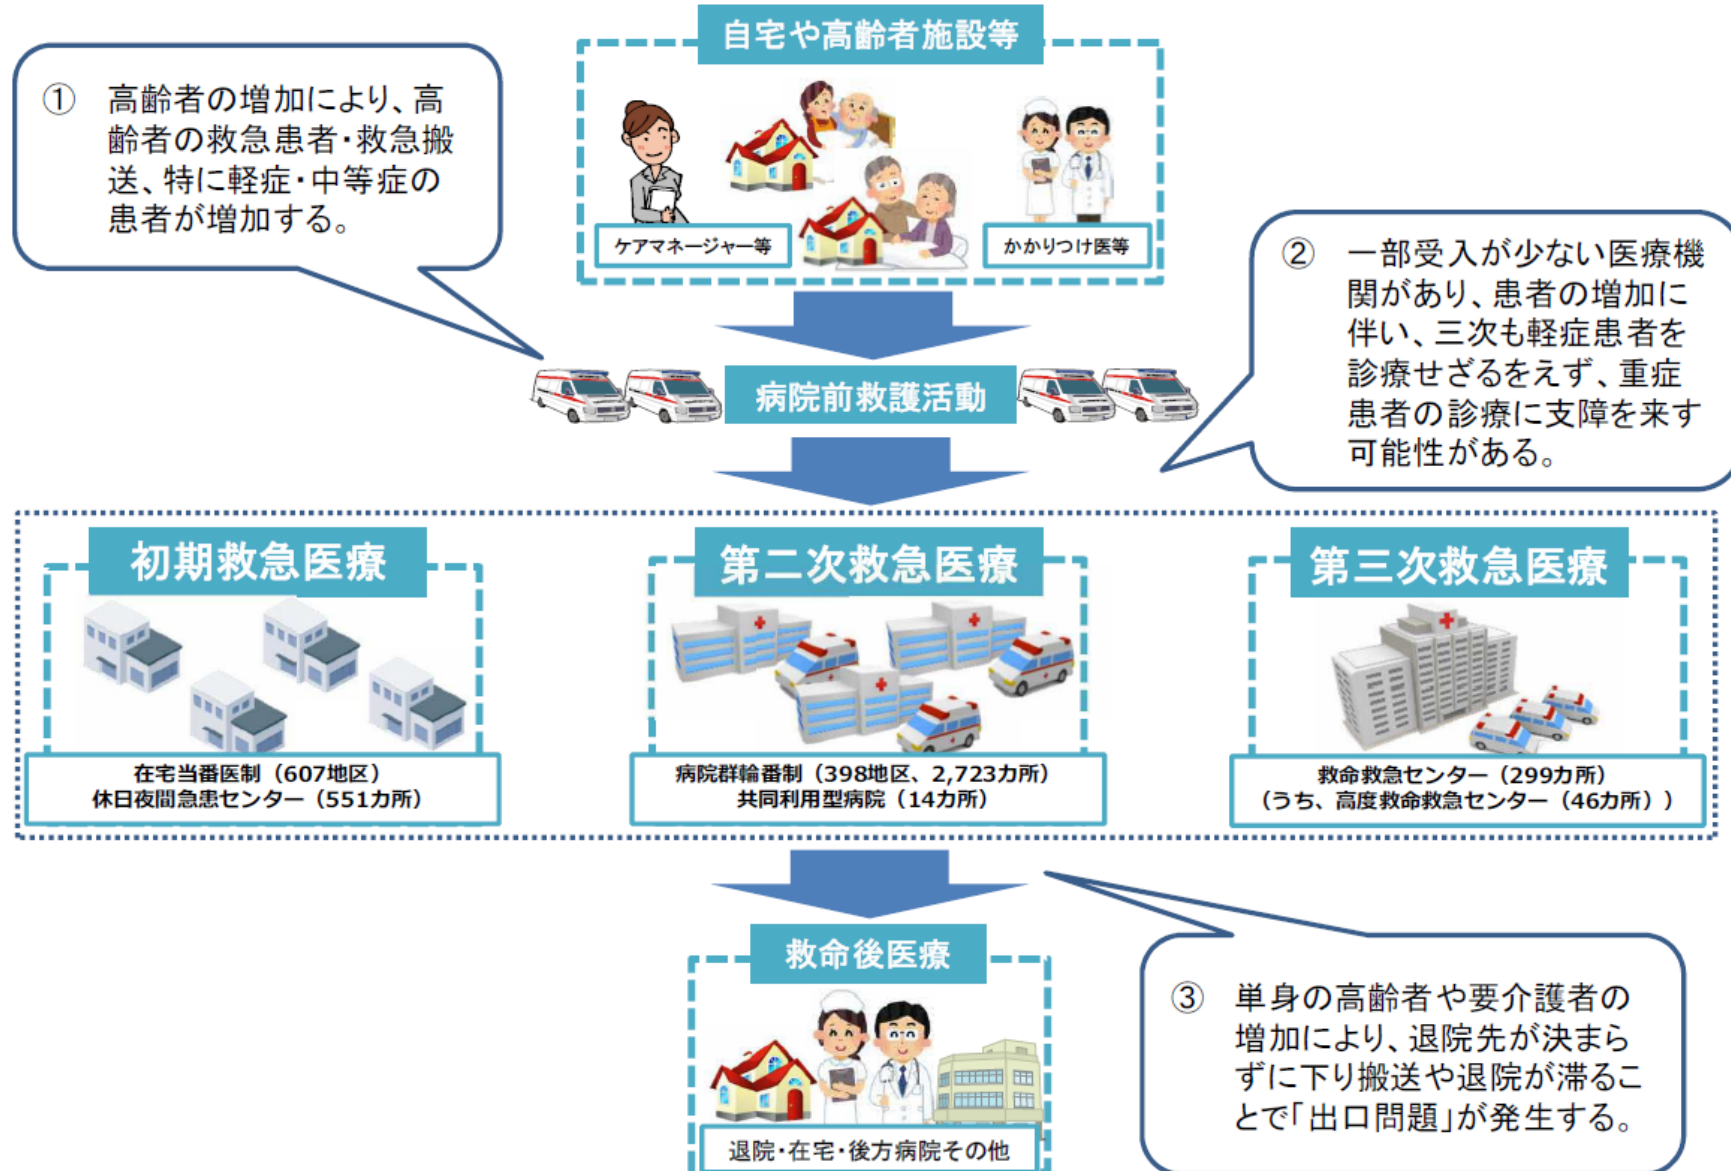 自宅や高齢者施設等
① 高齢者の増加により、高
齢者の救急患者・救急搬
送、特に軽症・中等症の
患者が増加する。
ケアマネージャー等
かかりつけ医等
② 一部受入が少ない医療機
関があり、患者の増加に
伴い、三次も軽症患者を
診療せざるをえず、重症
患者の診療に支障を来す
可能性がある。
病院前救護活動
初期救急医療
在宅当番医制（607地区）
休日夜間急患センター（551カ所）
第二次救急医療
病院群輪番制（398地区、2,723カ所）
共同利用型病院（14カ所）
第三次救急医療
救命救急センター（299カ所）
（うち、高度救命救急センター（46カ所））
救命後医療
退院・在宅・後方病院その他
③ 単身の高齢者や要介護者の
増加により、退院先が決まら
ずに下り搬送や退院が滞るこ
とで「出口問題」が発生する。